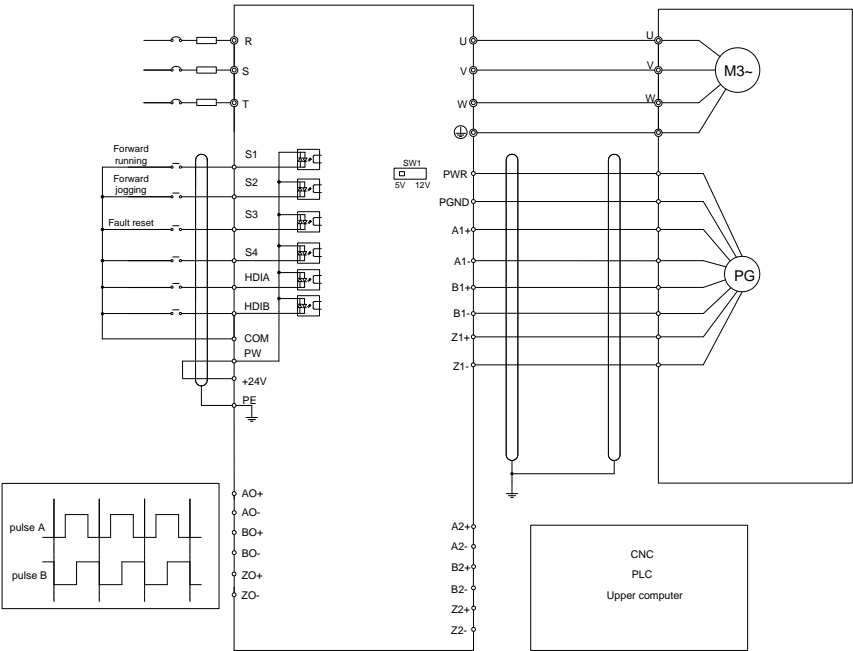 R
S
T
Forward
running
Forward
jogging
Fault reset
S1
S2
S3
S4
HDIA
HDIB
COM
PW
+24V
PE
AO+
AO-
BO+
BO-
ZO+
ZO-
pulse A
pulse B
U
V
W
SW1
5V 12V
PWR
PGND
A1+
A1-
B1+
B1-
Z1+
Z1-
A2+
A2-
B2+
B2-
Z2+
Z2-
U
V
W
M3~
PG
CNC
PLC
Upper computer